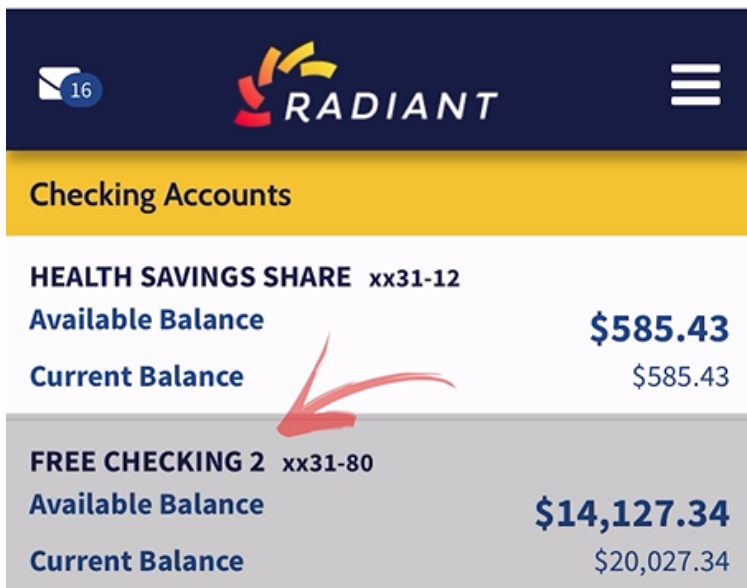 16
RADIANT
Checking Accounts
HEALTH SAVINGS SHARE xx31-12
Available Balance $585.43
Current Balance $585.43
FREE CHECKING 2 xx31-80
Available Balance $14,127.34
Current Balance $20,027.34